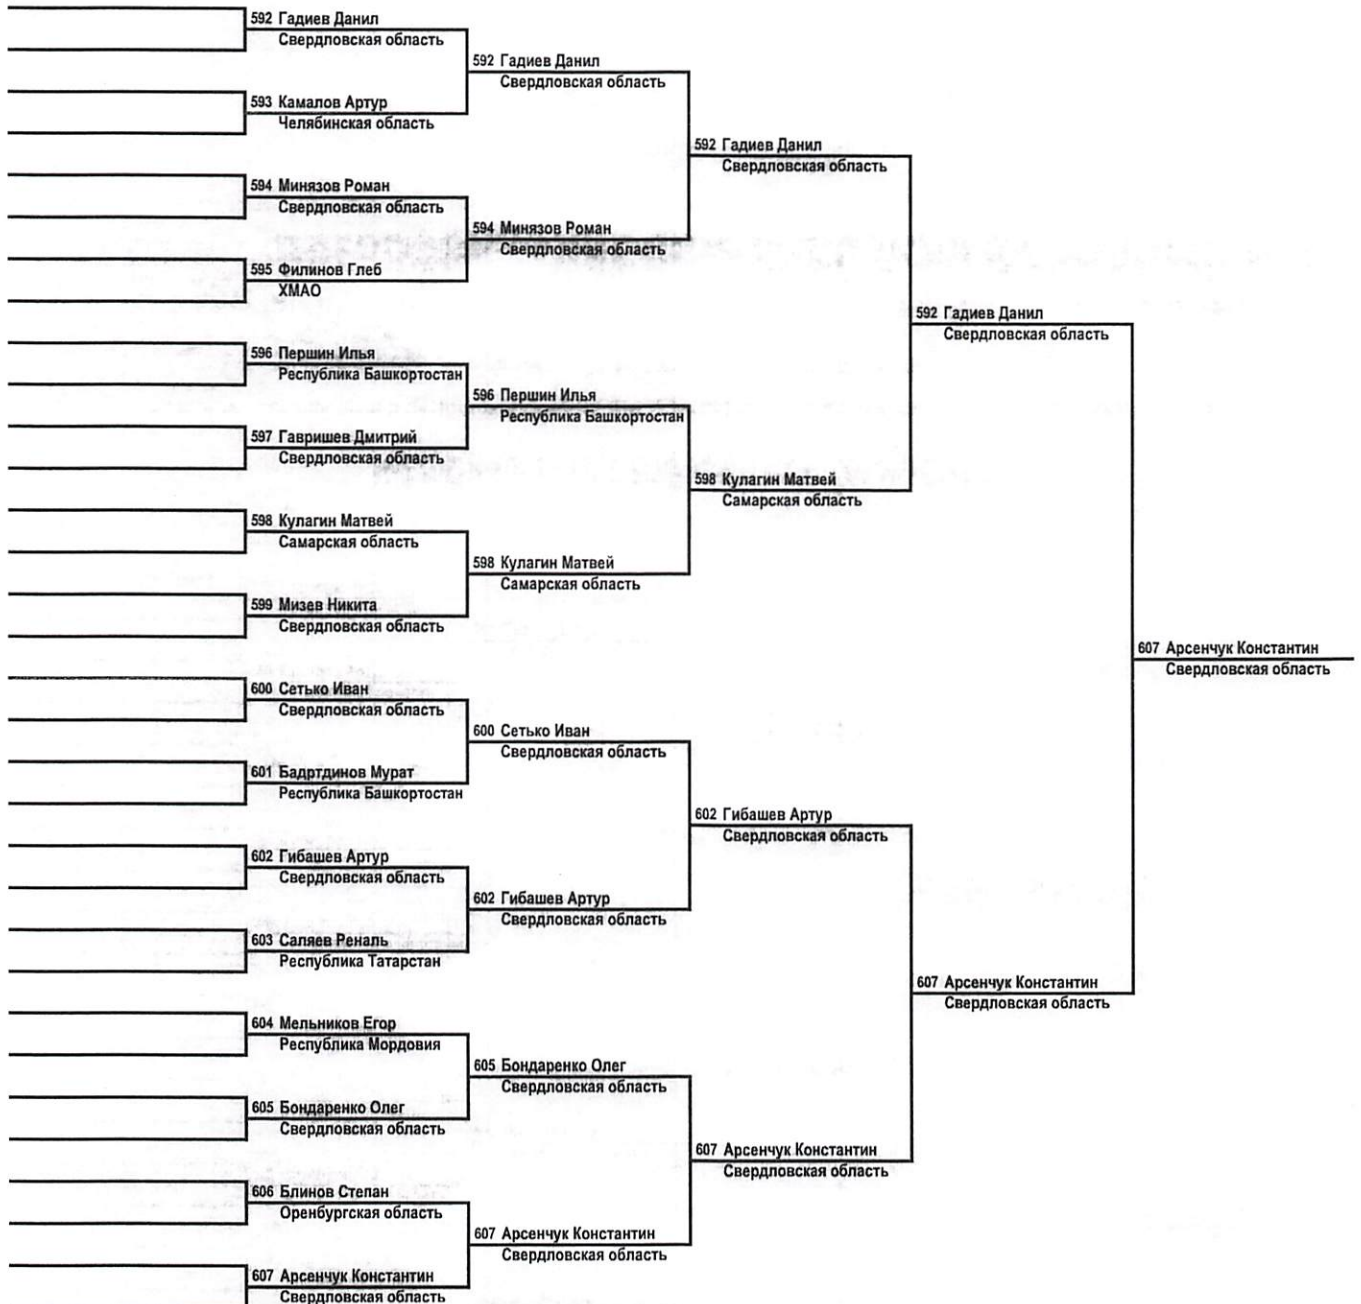 592 Гадиев Данил
Свердловская область
593 Камалов Артур
Челябинская область
594 Минязов Роман
Свердловская область
595 Филинов Глеб
ХМАО
596 Першин Илья
Республика Башкортостан
597 Гавришев Дмитрий
Свердловская область
598 Кулагин Матвей
Самарская область
599 Мизев Никита
Свердловская область
600 Сетько Иван
Свердловская область
601 Бадртдинов Мурат
Республика Башкортостан
602 Гибашев Артур
Свердловская область
603 Саляев Реналь
Республика Татарстан
604 Мельников Егор
Республика Мордовия
605 Бондаренко Олег
Свердловская область
606 Блинов Степан
Оренбургская область
607 Арсенчук Константин
Свердловская область
592 Гадиев Данил
Свердловская область
594 Минязов Роман
Свердловская область
596 Першин Илья
Республика Башкортостан
598 Кулагин Матвей
Самарская область
600 Сетько Иван
Свердловская область
602 Гибашев Артур
Свердловская область
605 Бондаренко Олег
Свердловская область
607 Арсенчук Константин
Свердловская область
592 Гадиев Данил
Свердловская область
598 Кулагин Матвей
Самарская область
602 Гибашев Артур
Свердловская область
607 Арсенчук Константин
Свердловская область
592 Гадиев Данил
Свердловская область
607 Арсенчук Константин
Свердловская область
607 Арсенчук Константин
Свердловская область